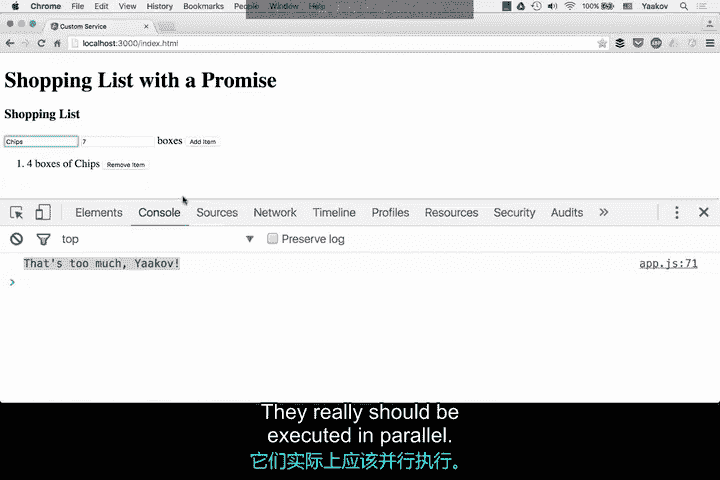 Chrome File Edit View History Bookmarks People Window Help 100% Yaakov
Custom Service
localhost:3000/index.html
Shopping List with a Promise
Shopping List
Chips 7 boxes Add Item
1. 4 boxes of Chips Remove Item
Elements Console Sources Network Timeline Profiles Resources Security Audits
top Preserve log
That's too much, Yaakov! app.js:71
They really should be
executed in parallel.
它们实际上应该并行执行。